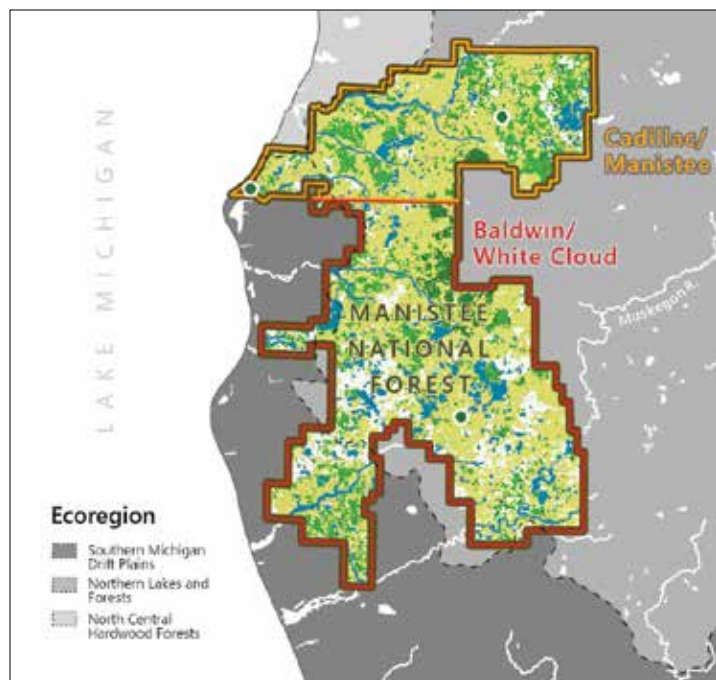 LAKE MICHIGAN
Cadillac/
Manistee
Baldwin/
White Cloud
Muskegon R.
MANISTEE
NATIONAL
FOREST
Ecoregion
Southern Michigan
Drift Plains
Northern Lakes and
Forests
North Central
Hardwood Forests